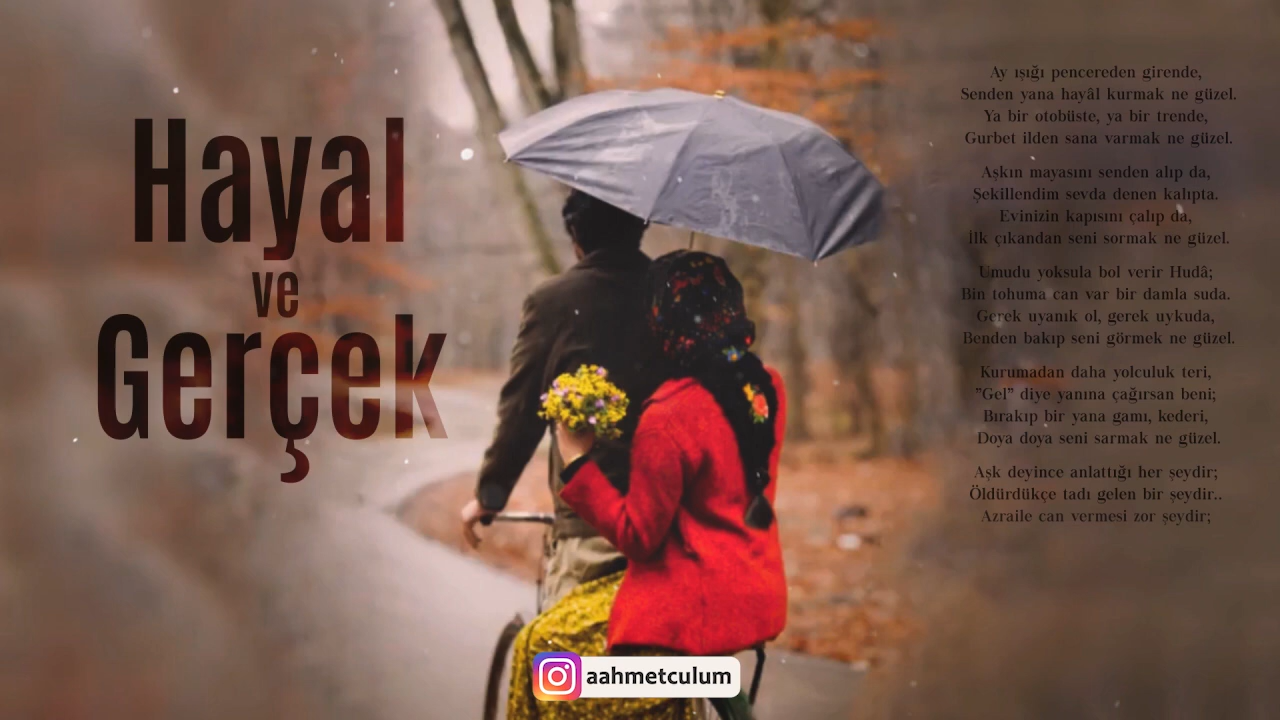 Hayal
ve
Gerçek
Ay ışığı pencereden girende,
Senden yana hayâl kurmak ne güzel.
Ya bir otobüste, ya bir trende,
Gurbet ilden sana varmak ne güzel.
Aşkın mayasını senden alıp da,
Şekillendim sevda denen kalıpta.
Evinizin kapısını çalıp da,
İlk çıkandan seni sormak ne güzel.
Umudu yoksula bol verir Hudâ;
Bin tohuma can var bir damla suda.
Gerek uyanık ol, gerek uykuda,
Benden bakıp seni görmek ne güzel.
Kurumadan daha yolculuk teri,
”Gel” diye yanına çağırsan beni;
Bırakıp bir yana gamı, kederi,
Doya doya seni sarmak ne güzel.
Aşk deyince anlattığı her şeydir;
Öldürdükçe tadı gelen bir şeydir..
Azraile can vermesi zor şeydir;
aahmetculum